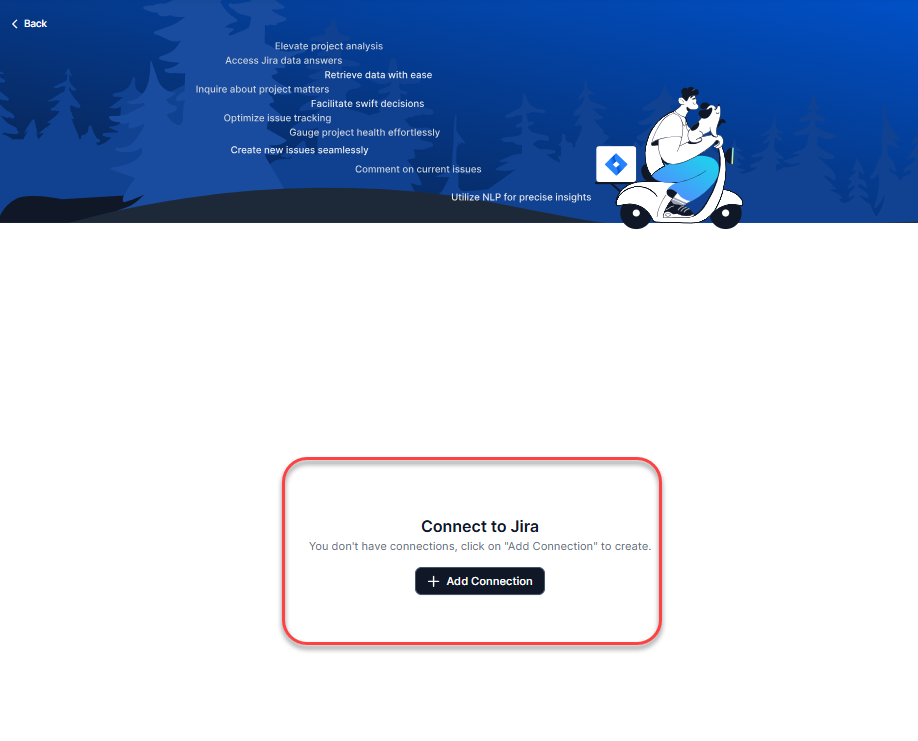 Back
Elevate project analysis
Access Jira data answers
Retrieve data with ease
Inquire about project matters
Facilitate swift decisions
Optimize issue tracking
Gauge project health effortlessly
Create new issues seamlessly
Comment on current issues
Utilize NLP for precise insights
Connect to Jira
You don't have connections, click on "Add Connection" to create.
Add Connection